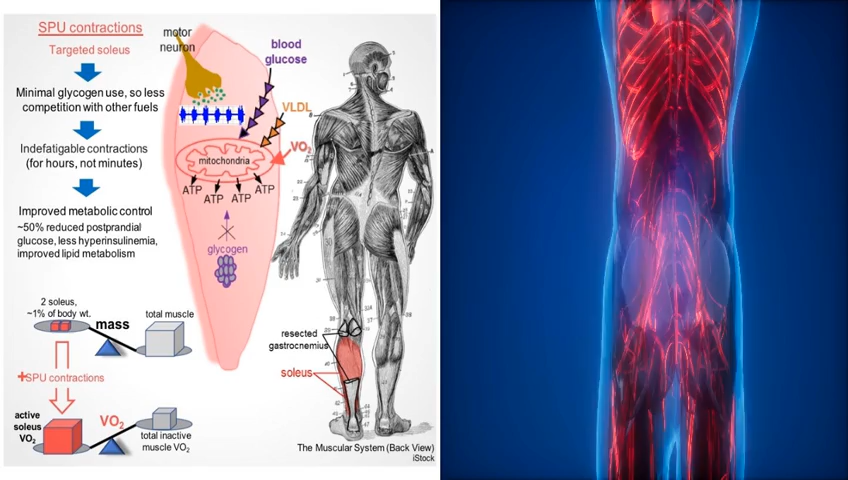 SPU contractions
Targeted soleus
Minimal glycogen use, so less
competition with other fuels
Indefatigable contractions
(for hours, not minutes)
Improved metabolic control
~50% reduced postprandial
glucose, less hyperinsulinemia,
improved lipid metabolism
motor
neuron
blood
glucose
VLDL
VO₂
mitochondria
ATP
ATP
ATP
ATP
glycogen
2 soleus,
~1% of body wt.
mass
total muscle
+SPU contractions
active
soleus
VO₂
VO₂
total inactive
muscle VO₂
resected
gastrocnemius
soleus
The Muscular System (Back View)
iStock